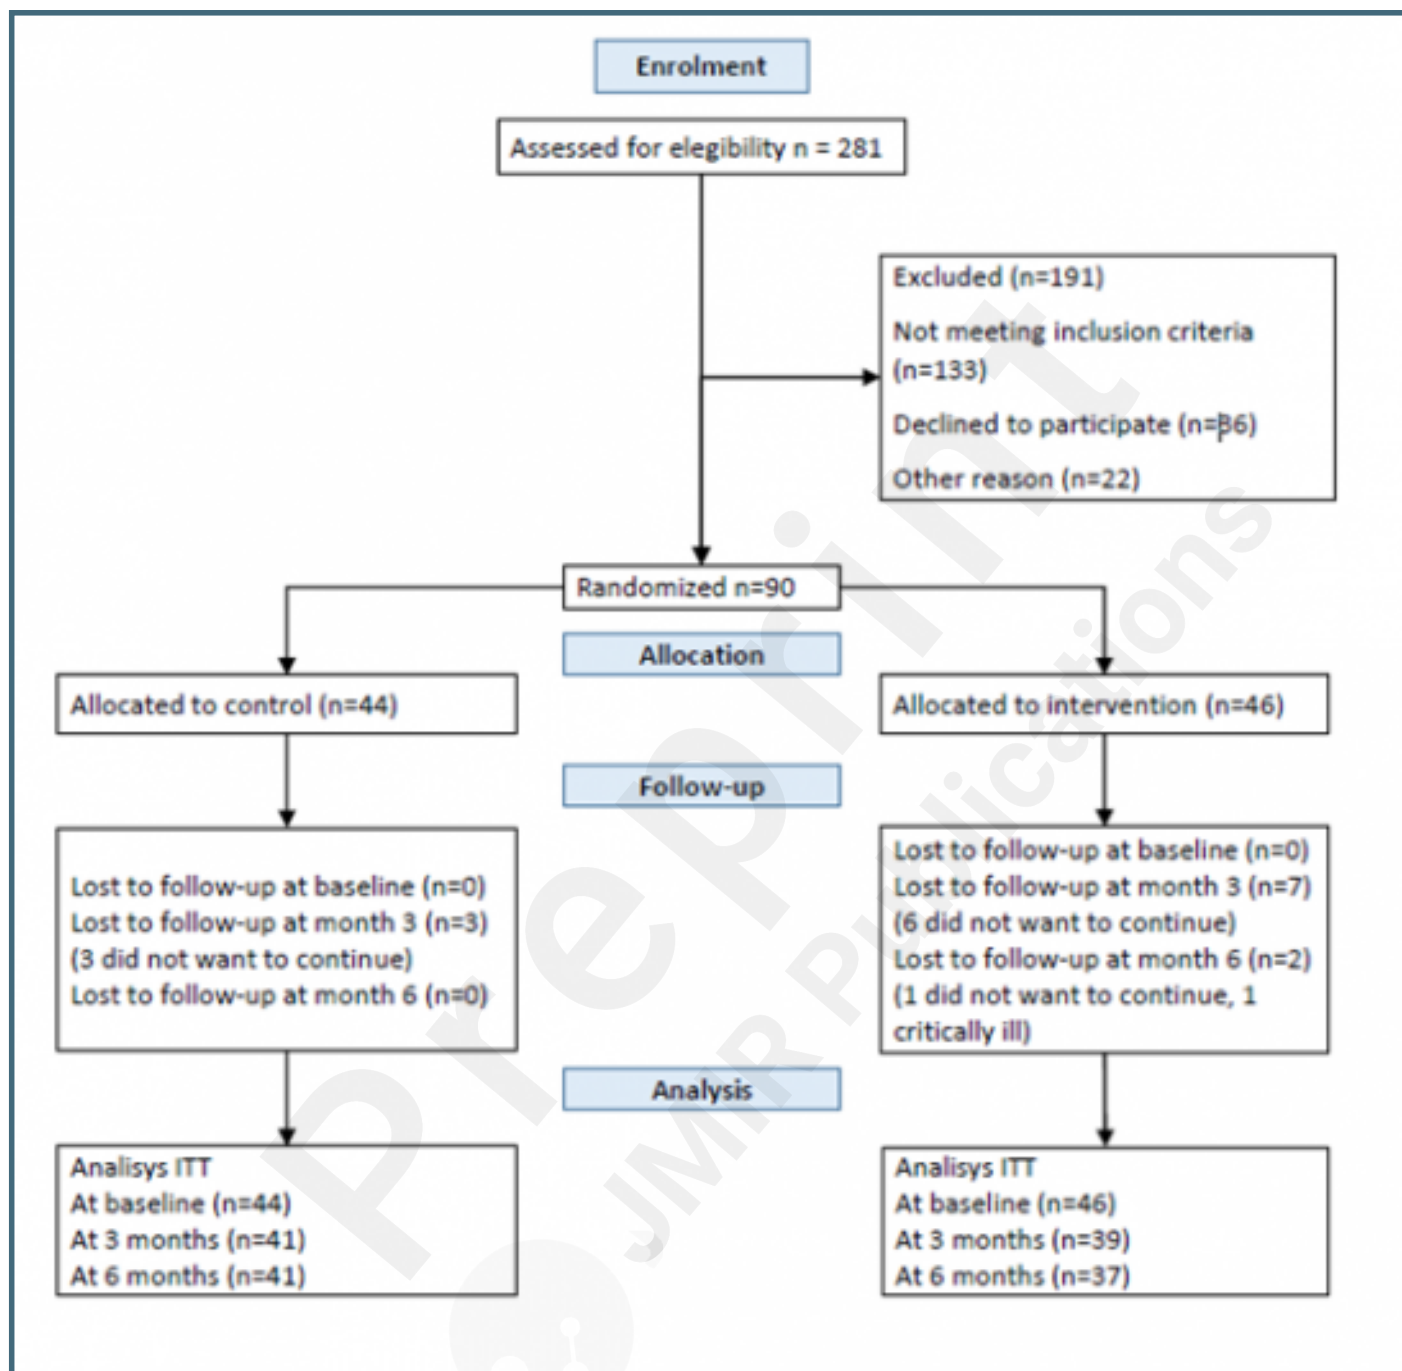 Enrolment
Assessed for elegibility n = 281
Excluded (n=191)
Not meeting inclusion criteria
(n=133)
Declined to participate (n=36)
Other reason (n=22)
Randomized n=90
Allocation
Allocated to control (n=44)
Allocated to intervention (n=46)
Follow-up
Lost to follow-up at baseline (n=0)
Lost to follow-up at month 3 (n=3)
(3 did not want to continue)
Lost to follow-up at month 6 (n=0)
Lost to follow-up at baseline (n=0)
Lost to follow-up at month 3 (n=7)
(6 did not want to continue)
Lost to follow-up at month 6 (n=2)
(1 did not want to continue, 1
critically ill)
Analysis
Analisys ITT
At baseline (n=44)
At 3 months (n=41)
At 6 months (n=41)
Analisys ITT
At baseline (n=46)
At 3 months (n=39)
At 6 months (n=37)
Preprint
JMIR Publications